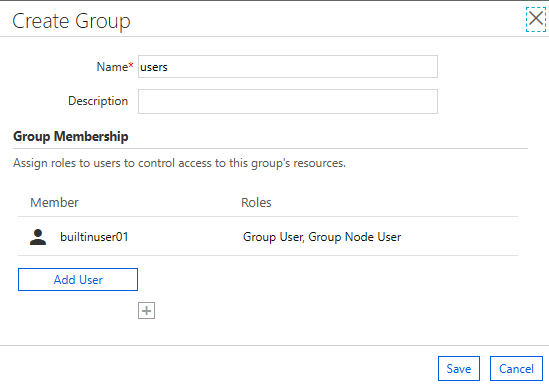 Create Group
Name* users
Description
Group Membership
Assign roles to users to control access to this group's resources.
Member Roles
builtinuser01 Group User, Group Node User
Add User
Save Cancel